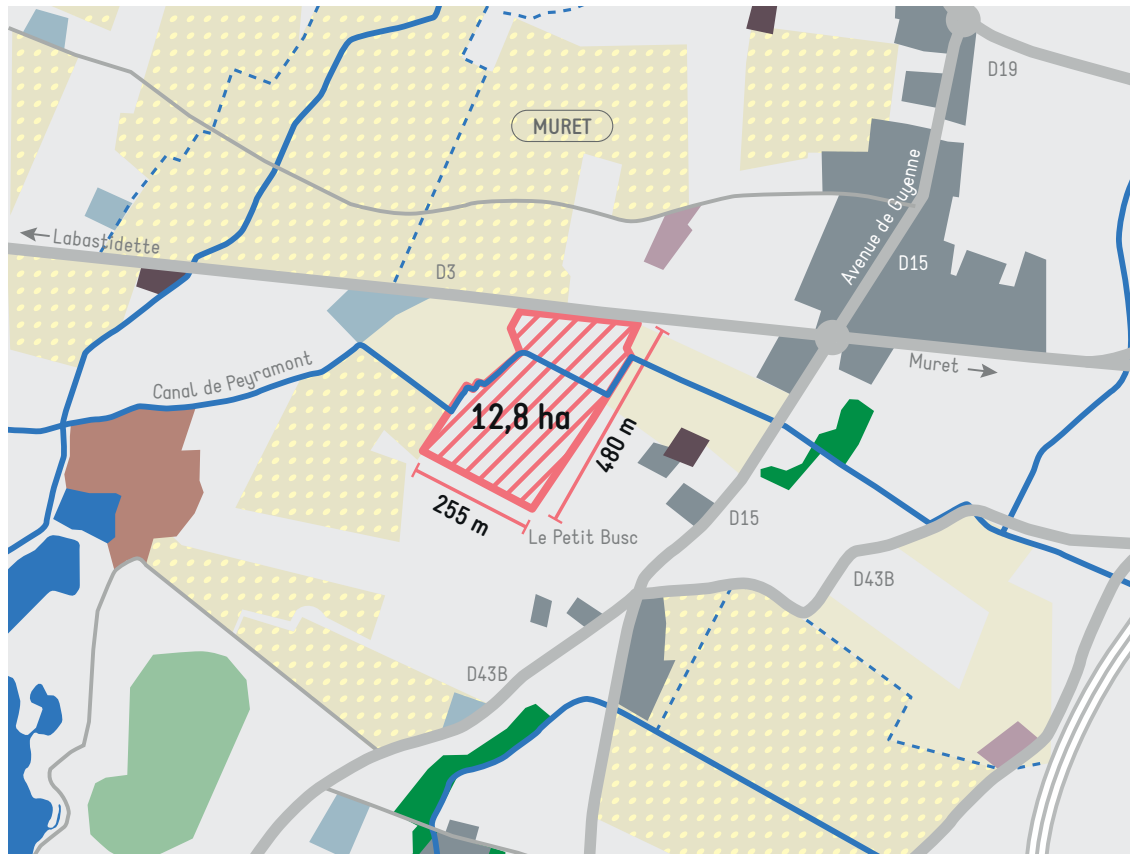 D19
MURET
Avenue de Guyenne
← Labastidette
D3
D15
Canal de Peyramont
Muret →
12,8 ha
480 m
255 m
Le Petit Busc
D15
D43B
D43B